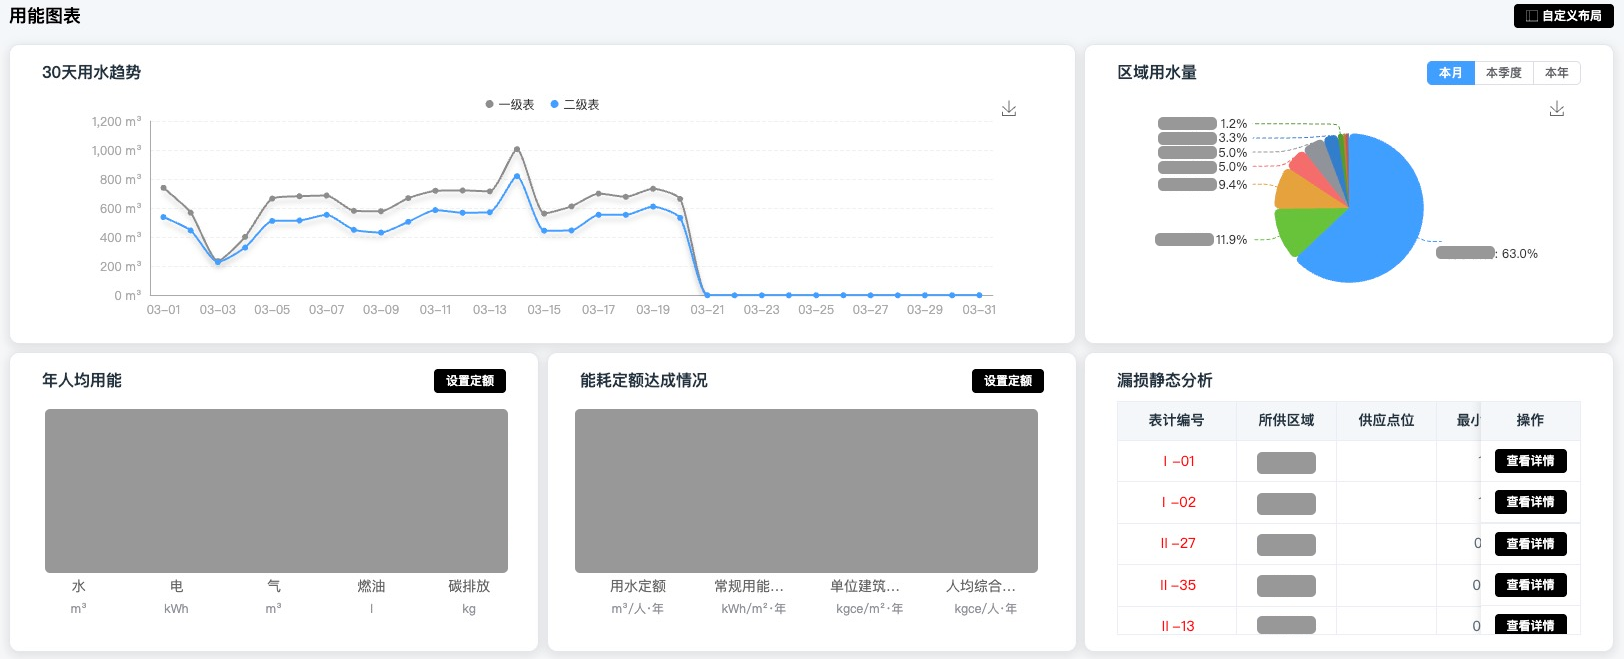 用能图表
自定义布局
30天用水趋势
一级表 二级表
1,200 m³
1,000 m³
800 m³
600 m³
400 m³
200 m³
0 m³
03-01 03-03 03-05 03-07 03-09 03-11 03-13 03-15 03-17 03-19 03-21 03-23 03-25 03-27 03-29 03-31
区域用水量
本月 本季度 本年
1.2%
3.3%
5.0%
5.0%
9.4%
11.9%
: 63.0%
年人均用能
设置定额
水 电 气 燃油 碳排放
m³ kWh m³ l kg
能耗定额达成情况
设置定额
用水定额 常规用能... 单位建筑... 人均综合...
m³/人·年 kWh/m²·年 kgce/m²·年 kgce/人·年
漏损静态分析
表计编号 所供区域 供应点位 最小 操作
Ⅰ-01 查看详情
Ⅰ-02 查看详情
Ⅱ-27 0 查看详情
Ⅱ-35 0 查看详情
Ⅱ-13 0 查看详情